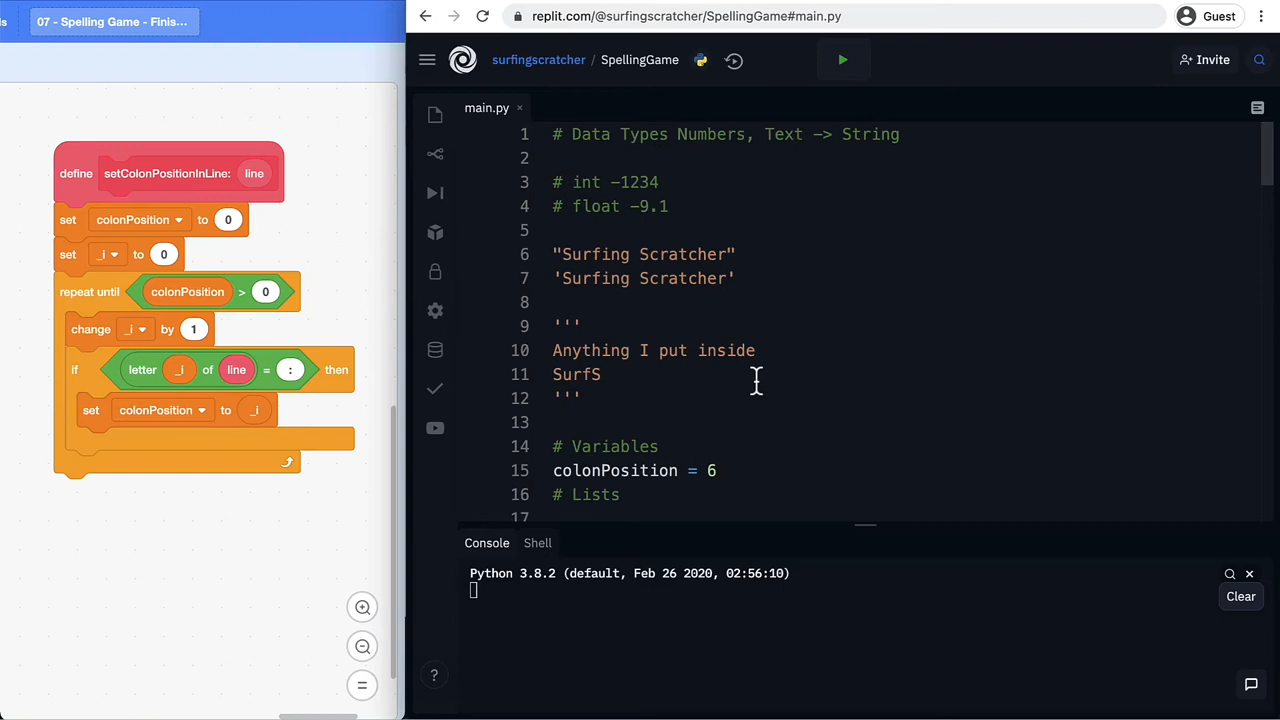 s
07 - Spelling Game - Finis...
define setColonPositionInLine: line
set colonPosition to 0
set _i to 0
repeat until colonPosition > 0
change _i by 1
if letter _i of line = : then
set colonPosition to _i
replit.com/@surfingscratcher/SpellingGame#main.py
Guest
surfingscratcher / SpellingGame
Invite
main.py ×
1 # Data Types Numbers, Text -> String
2
3 # int -1234
4 # float -9.1
5
6 "Surfing Scratcher"
7 'Surfing Scratcher'
8
9 '''
10 Anything I put inside
11 SurfS
12 '''
13
14 # Variables
15 colonPosition = 6
16 # Lists
17
Console Shell
Python 3.8.2 (default, Feb 26 2020, 02:56:10)
Clear
?